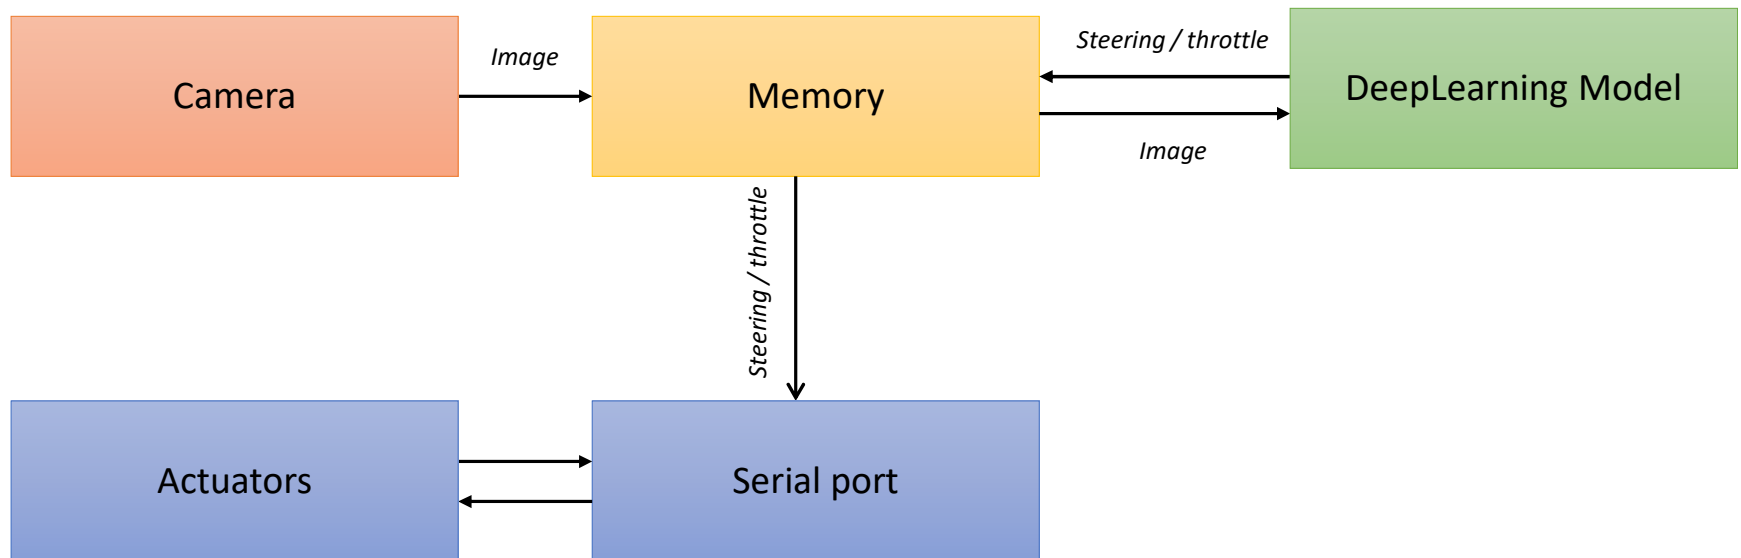 Camera
Image
Memory
Steering / throttle
Image
DeepLearning Model
Steering / throttle
Actuators
Serial port